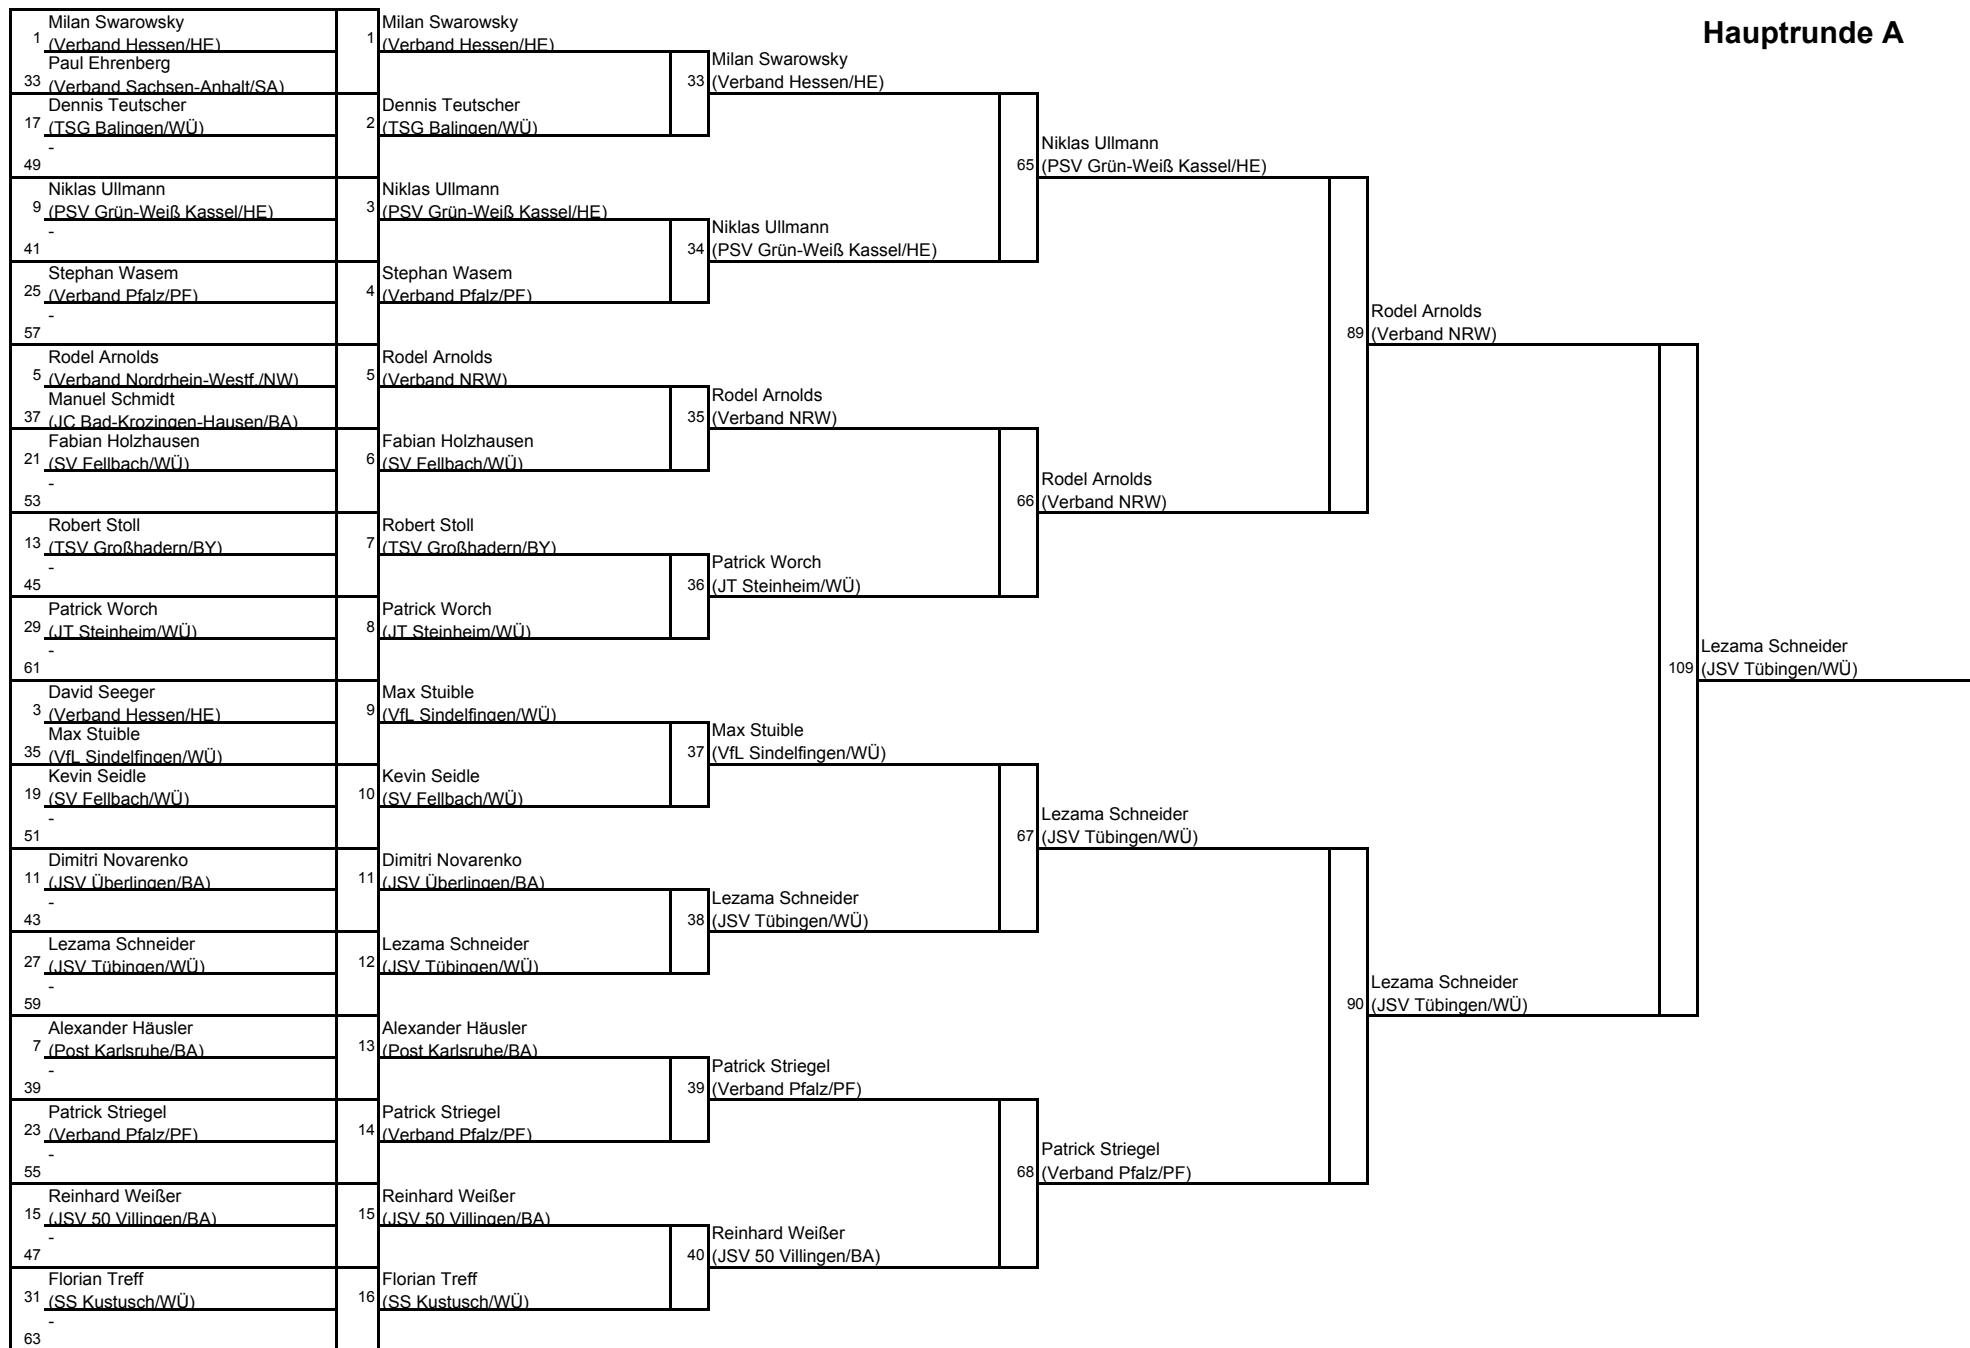 Hauptrunde A
1 Milan Swarowsky
(Verband Hessen/HE)
33 Paul Ehrenberg
(Verband Sachsen-Anhalt/SA)
17 Dennis Teutscher
(TSG Balingen/WÜ)
49 -
9 Niklas Ullmann
(PSV Grün-Weiß Kassel/HE)
41 -
25 Stephan Wasem
(Verband Pfalz/PF)
57 -
5 Rodel Arnolds
(Verband Nordrhein-Westf./NW)
37 Manuel Schmidt
(JC Bad-Krozingen-Hausen/BA)
21 Fabian Holzhausen
(SV Fellbach/WÜ)
53 -
13 Robert Stoll
(TSV Großhadern/BY)
45 -
29 Patrick Worch
(JT Steinheim/WÜ)
61 -
3 David Seeger
(Verband Hessen/HE)
35 Max Stuible
(VfL Sindelfingen/WÜ)
19 Kevin Seidle
(SV Fellbach/WÜ)
51 -
11 Dimitri Novarenko
(JSV Überlingen/BA)
43 -
27 Lezama Schneider
(JSV Tübingen/WÜ)
59 -
7 Alexander Häusler
(Post Karlsruhe/BA)
39 -
23 Patrick Striegel
(Verband Pfalz/PF)
55 -
15 Reinhard Weißer
(JSV 50 Villingen/BA)
47 -
31 Florian Treff
(SS Kustusch/WÜ)
63 -
1 Milan Swarowsky
(Verband Hessen/HE)
2 Dennis Teutscher
(TSG Balingen/WÜ)
3 Niklas Ullmann
(PSV Grün-Weiß Kassel/HE)
4 Stephan Wasem
(Verband Pfalz/PF)
5 Rodel Arnolds
(Verband NRW)
6 Fabian Holzhausen
(SV Fellbach/WÜ)
7 Robert Stoll
(TSV Großhadern/BY)
8 Patrick Worch
(JT Steinheim/WÜ)
9 Max Stuible
(VfL Sindelfingen/WÜ)
10 Kevin Seidle
(SV Fellbach/WÜ)
11 Dimitri Novarenko
(JSV Überlingen/BA)
12 Lezama Schneider
(JSV Tübingen/WÜ)
13 Alexander Häusler
(Post Karlsruhe/BA)
14 Patrick Striegel
(Verband Pfalz/PF)
15 Reinhard Weißer
(JSV 50 Villingen/BA)
16 Florian Treff
(SS Kustusch/WÜ)
33 Milan Swarowsky
(Verband Hessen/HE)
34 Niklas Ullmann
(PSV Grün-Weiß Kassel/HE)
35 Rodel Arnolds
(Verband NRW)
36 Patrick Worch
(JT Steinheim/WÜ)
37 Max Stuible
(VfL Sindelfingen/WÜ)
38 Lezama Schneider
(JSV Tübingen/WÜ)
39 Patrick Striegel
(Verband Pfalz/PF)
40 Reinhard Weißer
(JSV 50 Villingen/BA)
65 Niklas Ullmann
(PSV Grün-Weiß Kassel/HE)
66 Rodel Arnolds
(Verband NRW)
67 Lezama Schneider
(JSV Tübingen/WÜ)
68 Patrick Striegel
(Verband Pfalz/PF)
89 Rodel Arnolds
(Verband NRW)
90 Lezama Schneider
(JSV Tübingen/WÜ)
109 Lezama Schneider
(JSV Tübingen/WÜ)